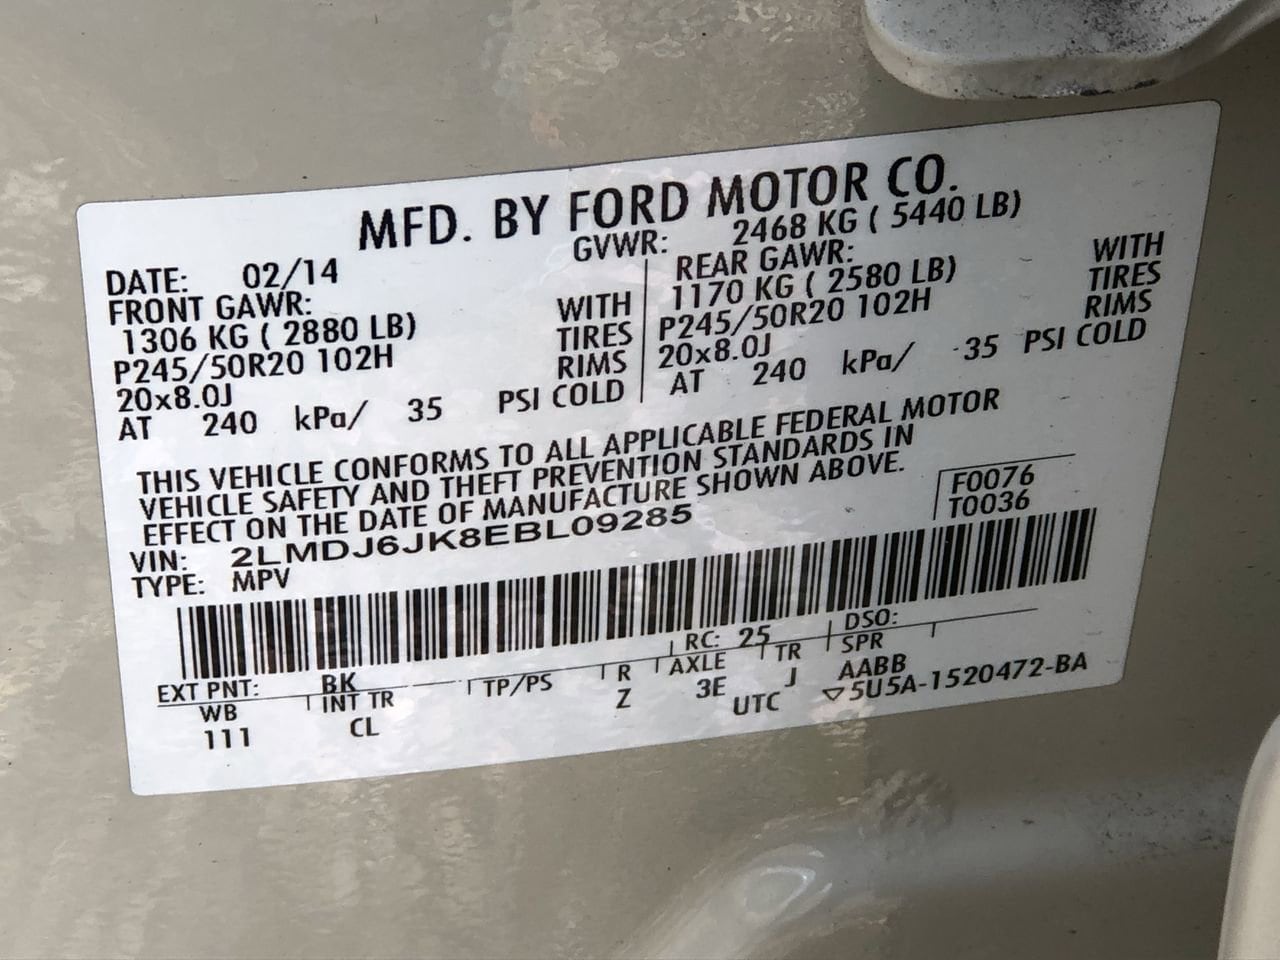 MFD. BY FORD MOTOR CO.
DATE: 02/14 GVWR: 2468 KG ( 5440 LB)
FRONT GAWR:
1306 KG ( 2880 LB) WITH
P245/50R20 102H TIRES
20x8.0J RIMS
AT 240 kPa/ 35 PSI COLD
REAR GAWR:
1170 KG ( 2580 LB) WITH
P245/50R20 102H TIRES
20x8.0J RIMS
AT 240 kPa/ 35 PSI COLD
THIS VEHICLE CONFORMS TO ALL APPLICABLE FEDERAL MOTOR
VEHICLE SAFETY AND THEFT PREVENTION STANDARDS IN
EFFECT ON THE DATE OF MANUFACTURE SHOWN ABOVE.
F0076
T0036
VIN: 2LMDJ6JK8EBL09285
TYPE: MPV
EXT PNT: BK RC: 25 DSO:
WB INT TR TP/PS R AXLE TR SPR
111 CL Z 3E J AABB
UTC ▽5U5A-1520472-BA